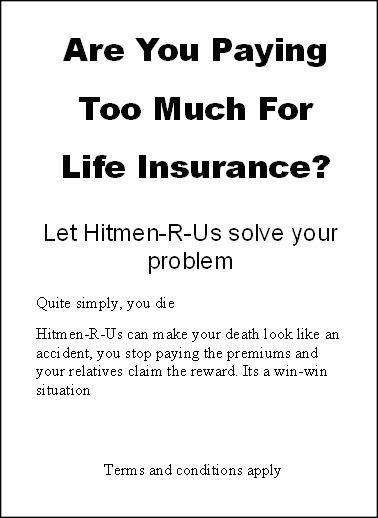 Are You Paying
Too Much For
Life Insurance?
Let Hitmen-R-Us solve your
problem
Quite simply, you die
Hitmen-R-Us can make your death look like an
accident, you stop paying the premiums and
your relatives claim the reward. Its a win-win
situation
Terms and conditions apply